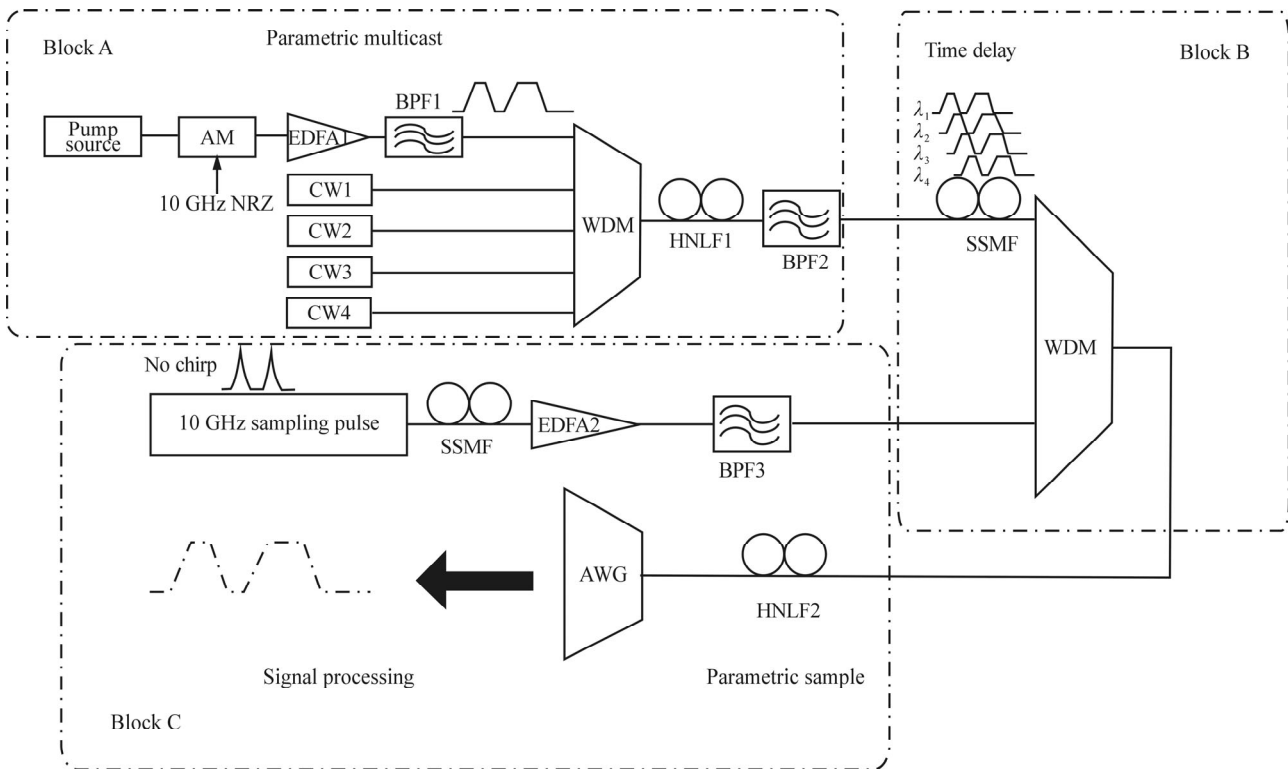 Block A
Parametric multicast
Pump
source
AM
10 GHz NRZ
EDFA1
BPF1
CW1
CW2
CW3
CW4
WDM
HNLF1
BPF2
Time delay
Block B
λ1
λ2
λ3
λ4
SSMF
WDM
No chirp
10 GHz sampling pulse
SSMF
EDFA2
BPF3
AWG
HNLF2
Signal processing
Parametric sample
Block C